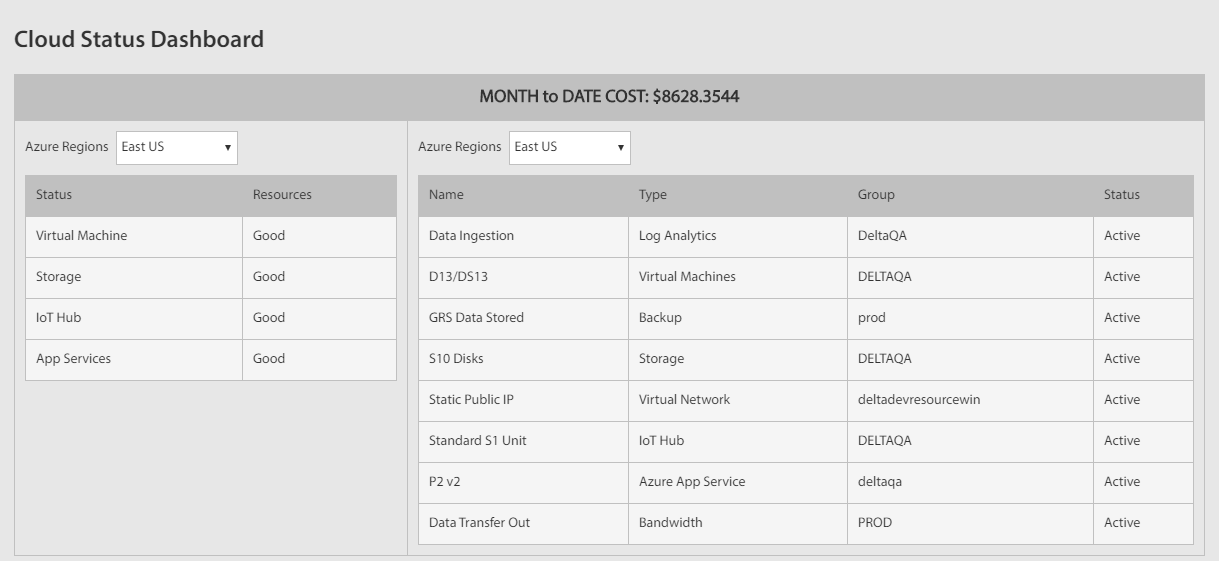 Cloud Status Dashboard
MONTH to DATE COST: $8628.3544
Azure Regions East US
Status Resources
Virtual Machine Good
Storage Good
IoT Hub Good
App Services Good
Azure Regions East US
Name Type Group Status
Data Ingestion Log Analytics DeltaQA Active
D13/DS13 Virtual Machines DELTAQA Active
GRS Data Stored Backup prod Active
S10 Disks Storage DELTAQA Active
Static Public IP Virtual Network deltadevresourcewin Active
Standard S1 Unit IoT Hub DELTAQA Active
P2 v2 Azure App Service deltaqa Active
Data Transfer Out Bandwidth PROD Active